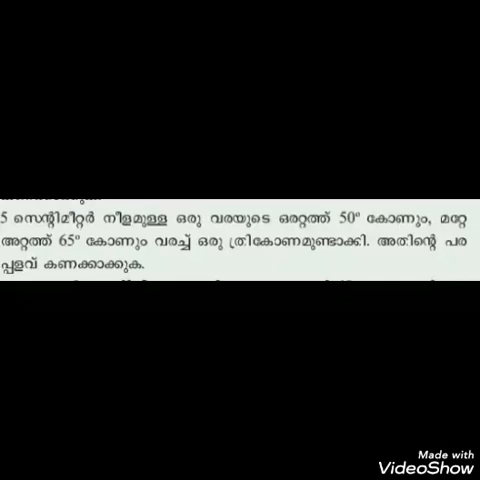 5 സെന്റിമീറ്റർ നീളമുള്ള ഒരു വരയുടെ ഒരറ്റത്ത് 50° കോണും, മറ്റേ
അറ്റത്ത് 65° കോണും വരച്ച് ഒരു ത്രികോണമുണ്ടാക്കി. അതിന്റെ പര
പ്പളവ് കണക്കാക്കുക.
Made with
VideoShow